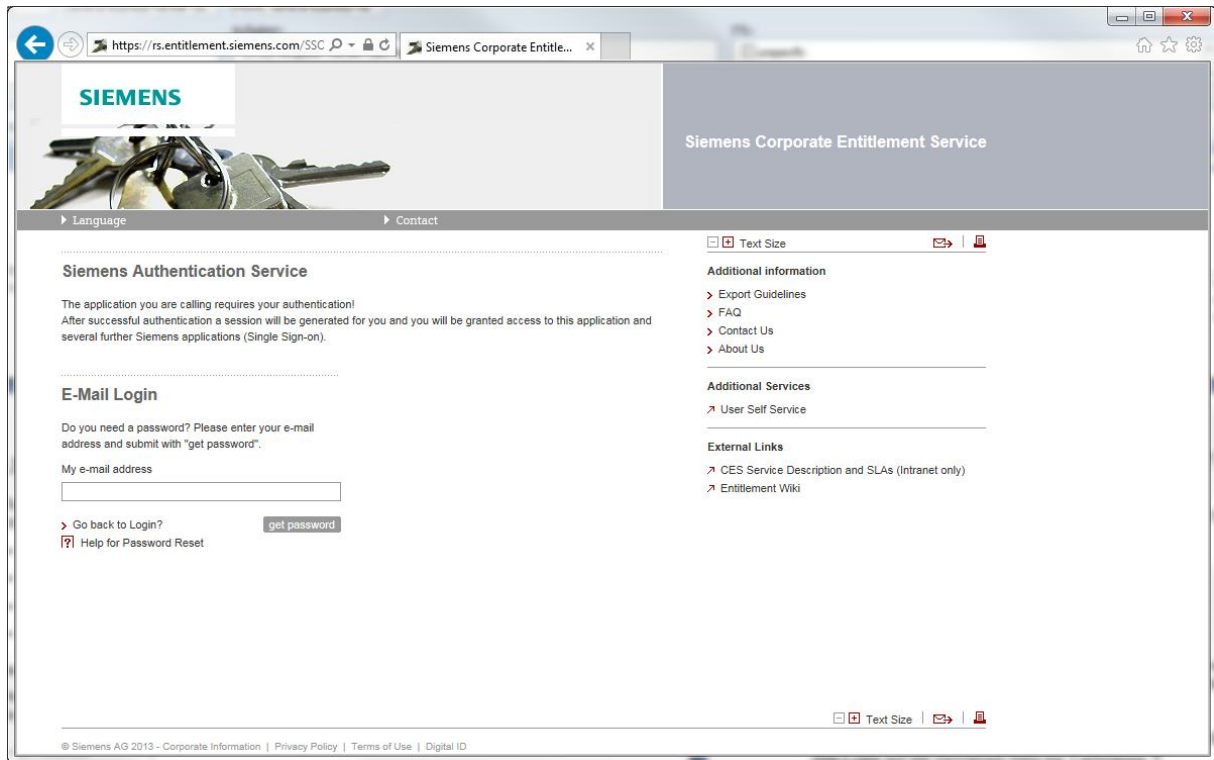 https://rs.entitlement.siemens.com/SSC
Siemens Corporate Entitle...
SIEMENS
Siemens Corporate Entitlement Service
Language
Contact
Text Size
Siemens Authentication Service
The application you are calling requires your authentication!
After successful authentication a session will be generated for you and you will be granted access to this application and
several further Siemens applications (Single Sign-on).
E-Mail Login
Do you need a password? Please enter your e-mail
address and submit with "get password".
My e-mail address
Go back to Login?
get password
Help for Password Reset
Additional information
Export Guidelines
FAQ
Contact Us
About Us
Additional Services
User Self Service
External Links
CES Service Description and SLAs (Intranet only)
Entitlement Wiki
Text Size
© Siemens AG 2013 - Corporate Information | Privacy Policy | Terms of Use | Digital ID